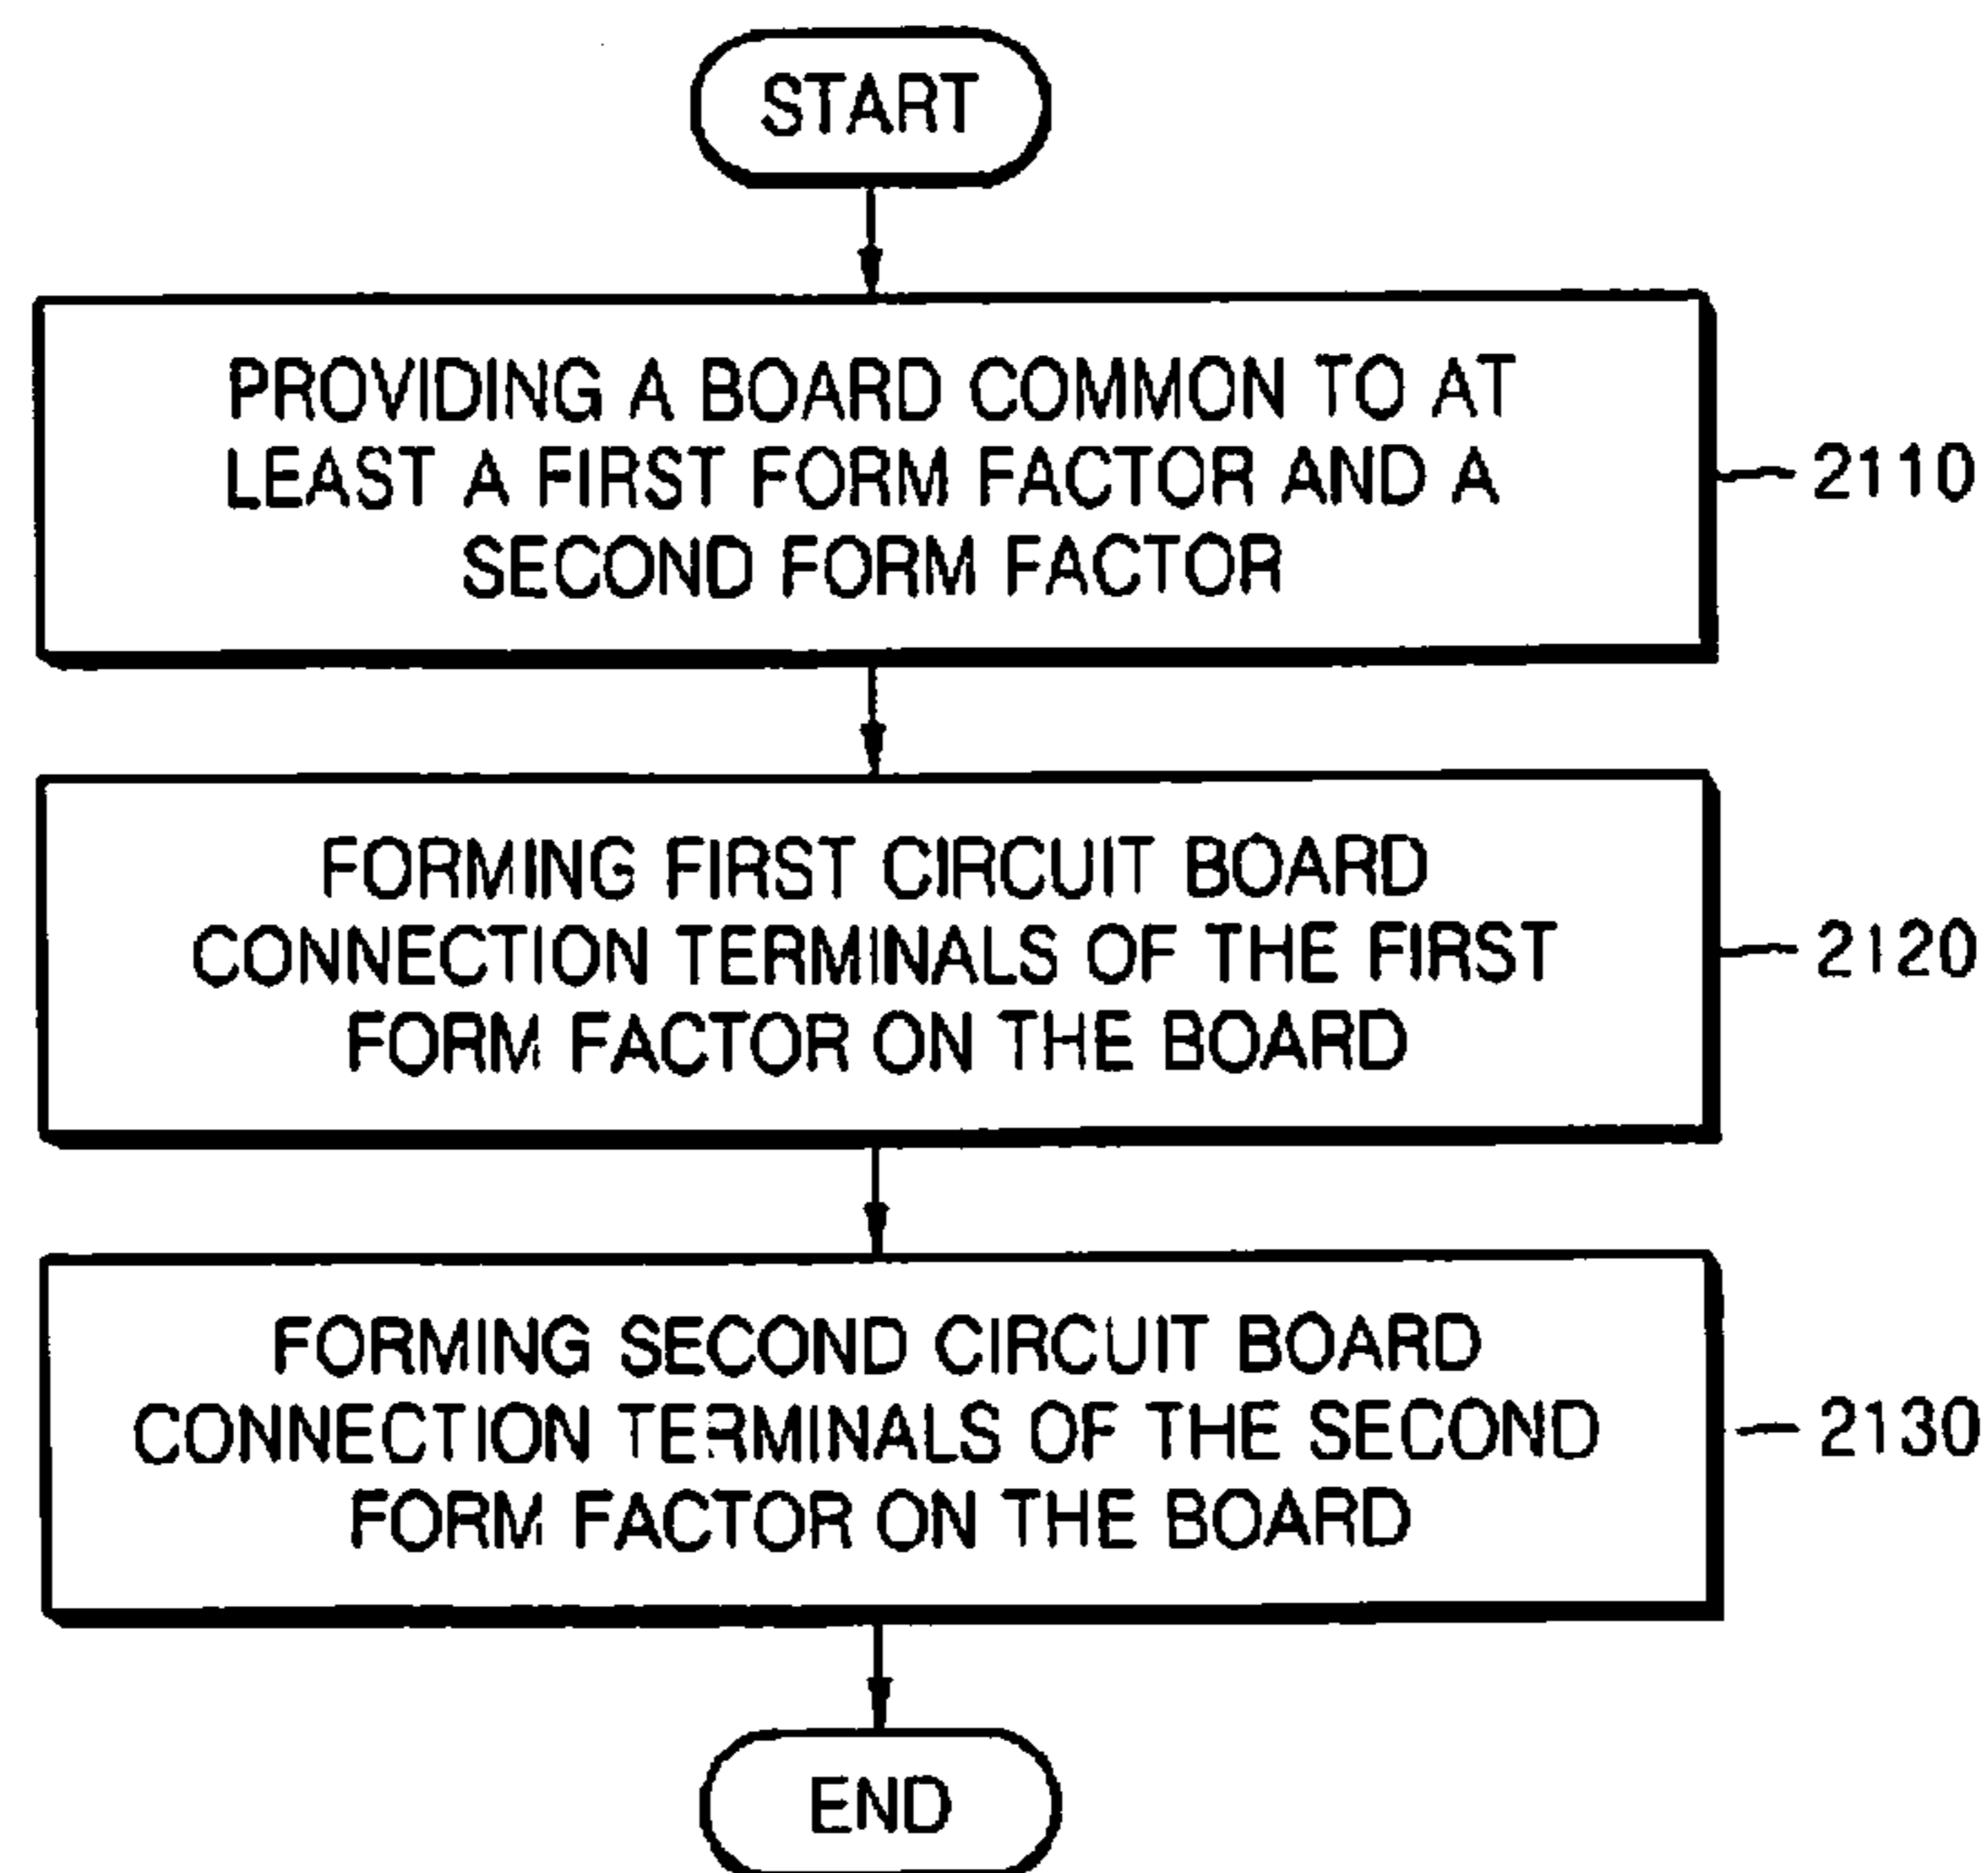 START
PROVIDING A BOARD COMMON TO AT
LEAST A FIRST FORM FACTOR AND A
SECOND FORM FACTOR
2110
FORMING FIRST CIRCUIT BOARD
CONNECTION TERMINALS OF THE FIRST
FORM FACTOR ON THE BOARD
2120
FORMING SECOND CIRCUIT BOARD
CONNECTION TERMINALS OF THE SECOND
FORM FACTOR ON THE BOARD
2130
END